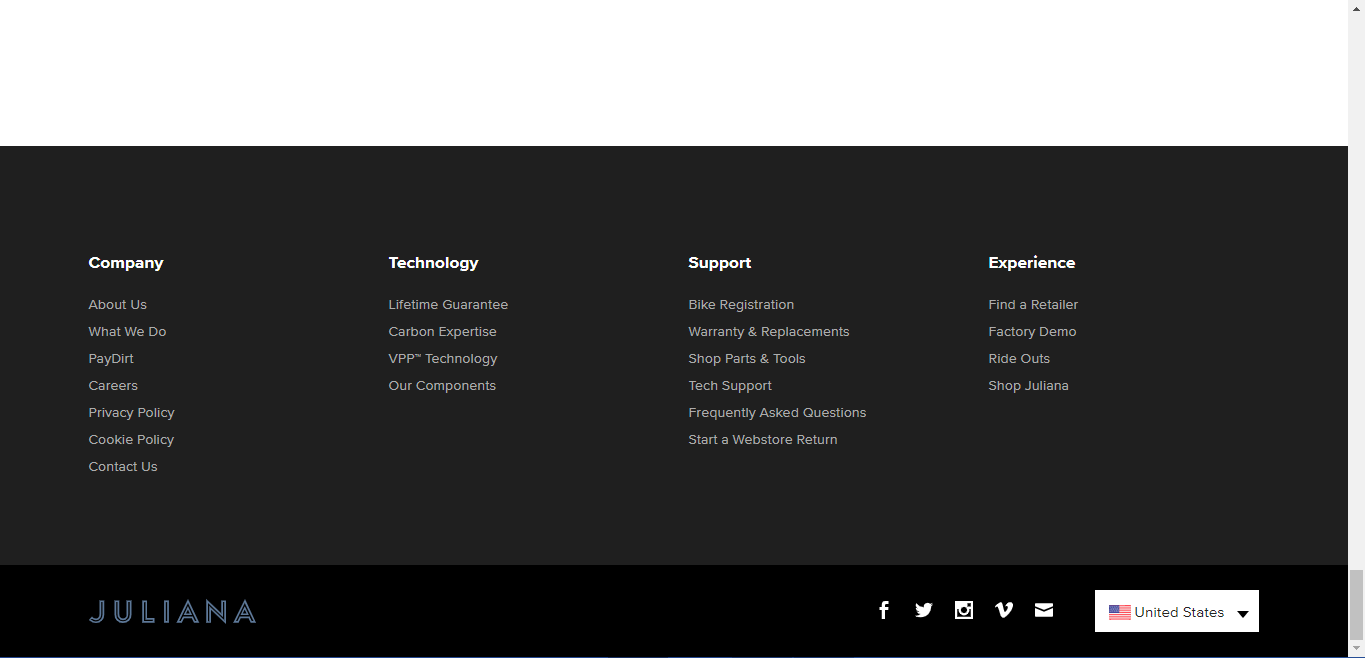 Company
About Us
What We Do
PayDirt
Careers
Privacy Policy
Cookie Policy
Contact Us
Technology
Lifetime Guarantee
Carbon Expertise
VPP™ Technology
Our Components
Support
Bike Registration
Warranty & Replacements
Shop Parts & Tools
Tech Support
Frequently Asked Questions
Start a Webstore Return
Experience
Find a Retailer
Factory Demo
Ride Outs
Shop Juliana
JULIANA
United States